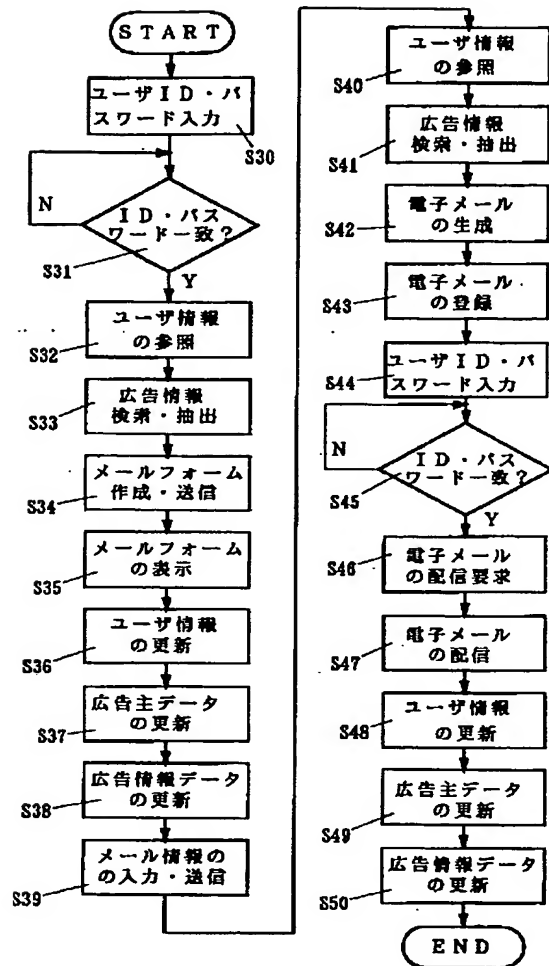 START
ユーザID・パ
スワード入力
S30
N
ID・パス
ワード一致?
S31
Y
ユーザ情報
の参照
S32
広告情報
検索・抽出
S33
メールフォーム
作成・送信
S34
メールフォーム
の表示
S35
ユーザ情報
の更新
S36
広告主データ
の更新
S37
広告情報データ
の更新
S38
メール情報の
の入力・送信
S39
ユーザ情報
の参照
S40
広告情報
検索・抽出
S41
電子メール
の生成
S42
電子メール
の登録
S43
ユーザID・パ
スワード入力
S44
N
ID・パス
ワード一致?
S45
Y
電子メール
の配信要求
S46
電子メール
の配信
S47
ユーザ情報
の更新
S48
広告主データ
の更新
S49
広告情報データ
の更新
S50
END